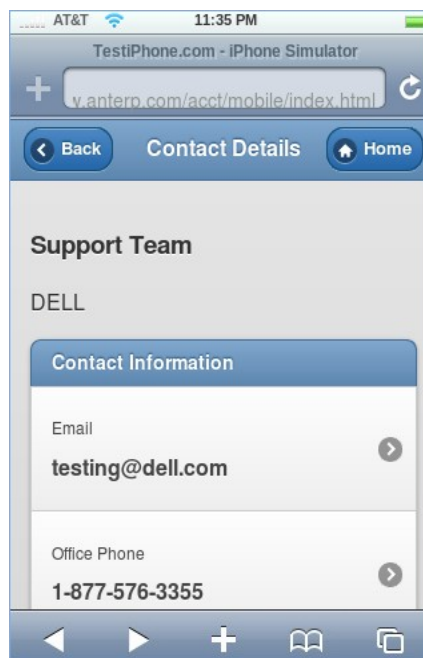 AT&T 11:35 PM
TestiPhone.com - iPhone Simulator
y.anterp.com/acct/mobile/index.html
Back Contact Details Home
Support Team
DELL
Contact Information
Email
testing@dell.com
Office Phone
1-877-576-3355